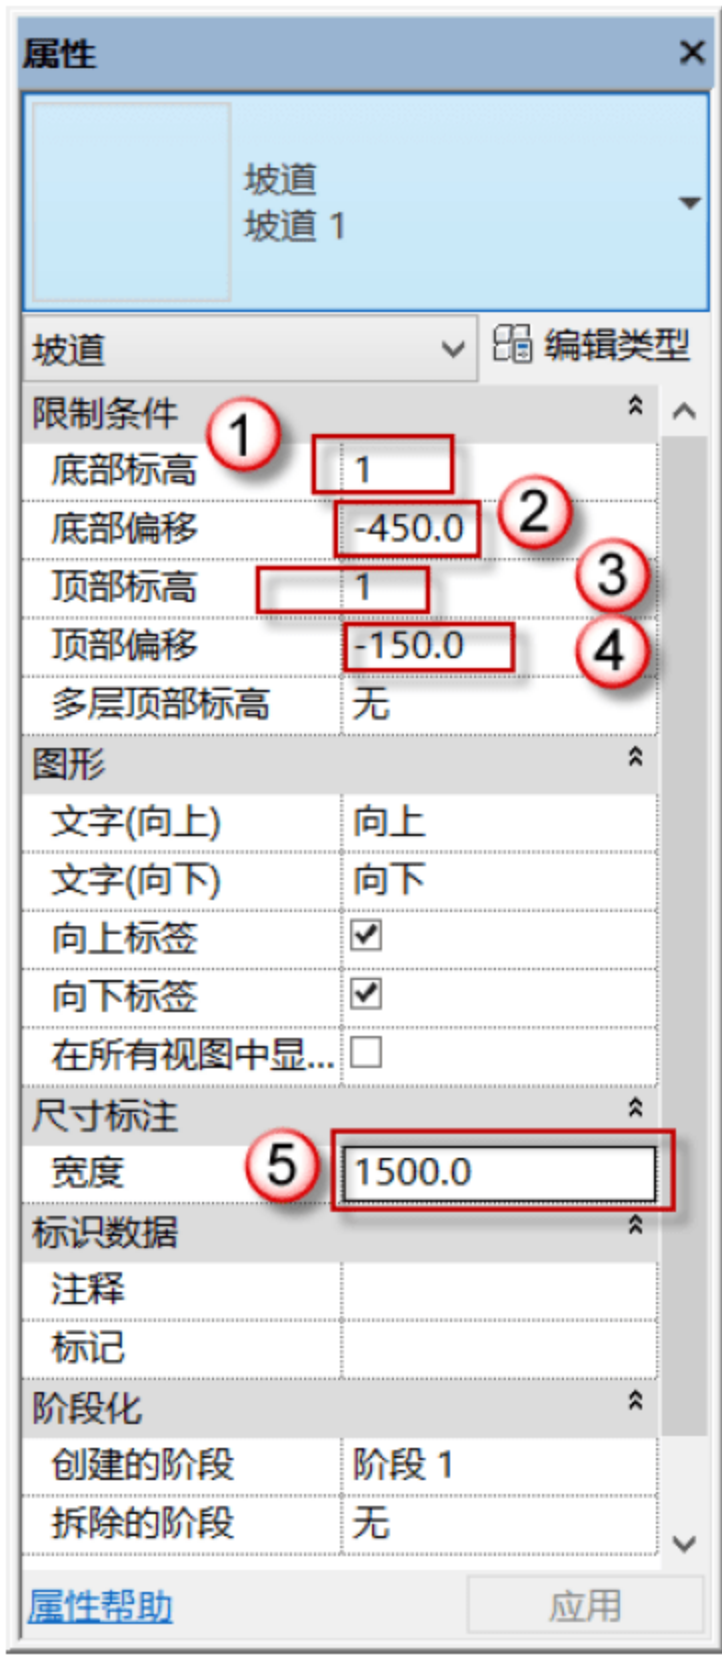 属性
坡道
坡道 1
坡道 编辑类型
限制条件
① 底部标高 1
底部偏移 -450.0 ②
顶部标高 1 ③
顶部偏移 -150.0 ④
多层顶部标高 无
图形
文字(向上) 向上
文字(向下) 向下
向上标签
向下标签
在所有视图中显...
尺寸标注
宽度 ⑤ 1500.0
标识数据
注释
标记
阶段化
创建的阶段 阶段 1
拆除的阶段 无
属性帮助 应用